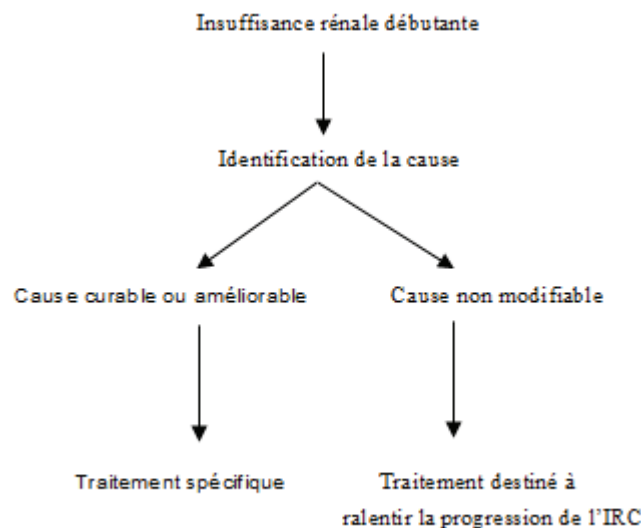 Insuffisance rénale débutante
Identification de la cause
Cause curable ou améliorable
Cause non modifiable
Traitement spécifique
Traitement destiné à
ralentir la progression de l'IRC